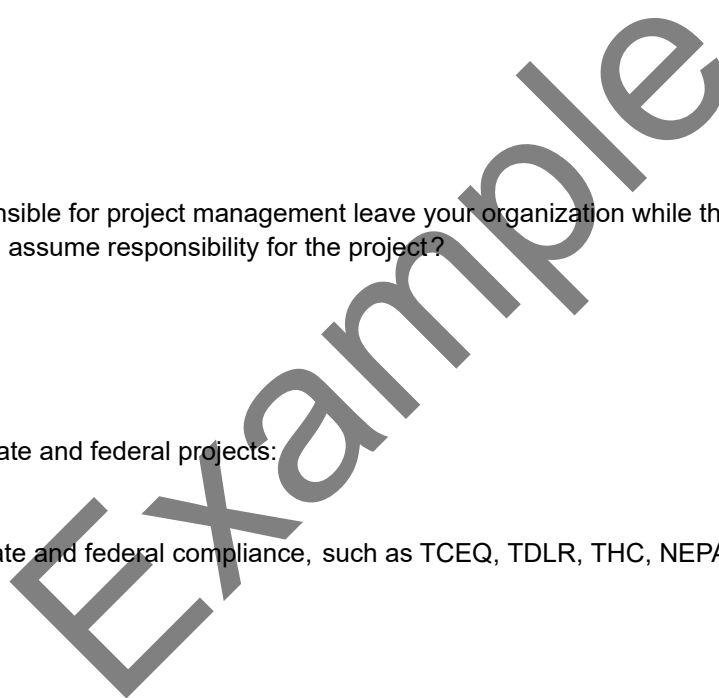 nsible for project management leave your organization while th
assume responsibility for the project?
ate and federal projects:
ate and federal compliance, such as TCEQ, TDLR, THC, NEPA
Example